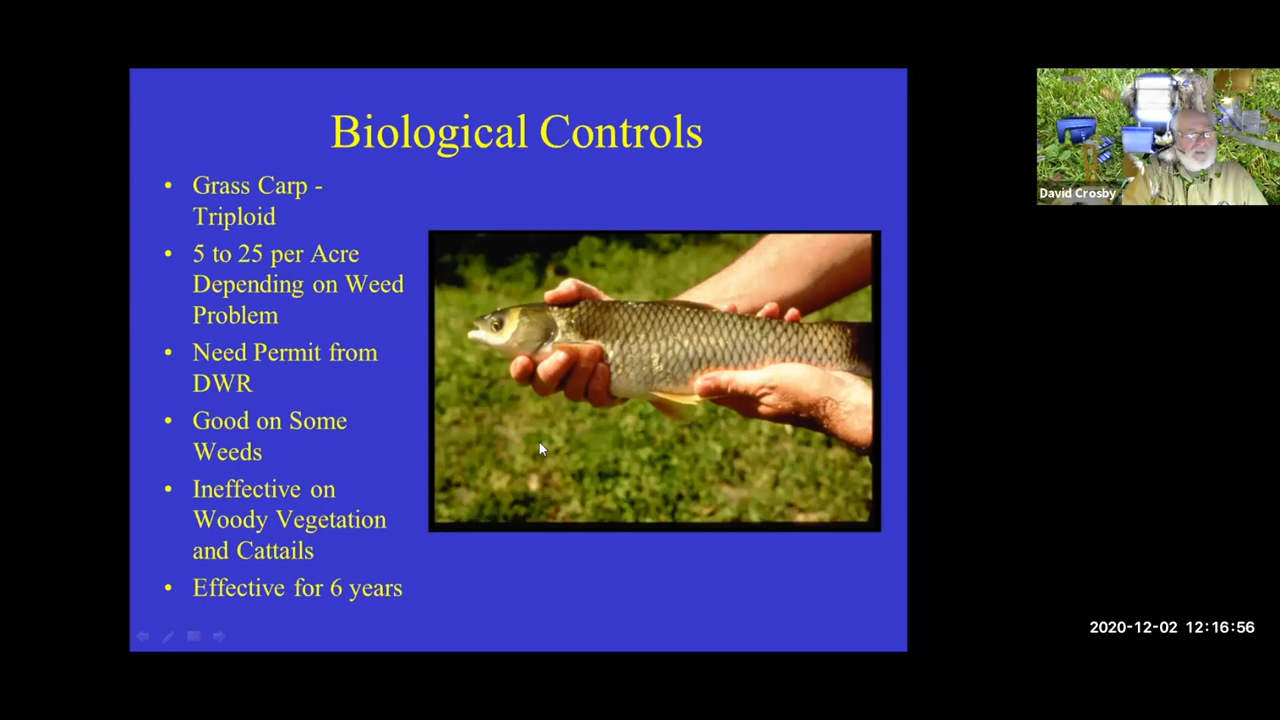 Biological Controls
• Grass Carp -
Triploid
• 5 to 25 per Acre
Depending on Weed
Problem
• Need Permit from
DWR
• Good on Some
Weeds
• Ineffective on
Woody Vegetation
and Cattails
• Effective for 6 years
David Crosby
2020-12-02 12:16:56